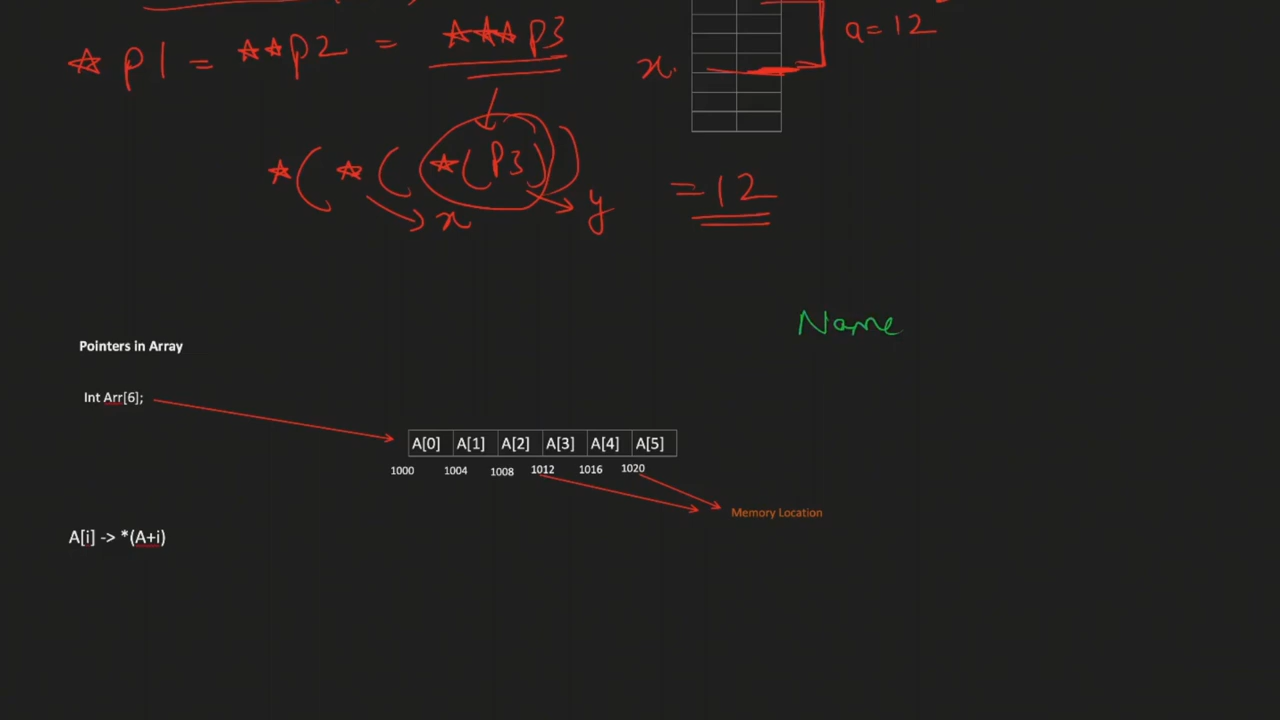 * p1 = **p2 = *** p3
a = 12
x.
*(*(*(P3)))
= 12
x
y
Name
Pointers in Array
Int Arr[6];
A[0] A[1] A[2] A[3] A[4] A[5]
1000 1004 1008 1012 1016 1020
Memory Location
A[i] -> *(A+i)